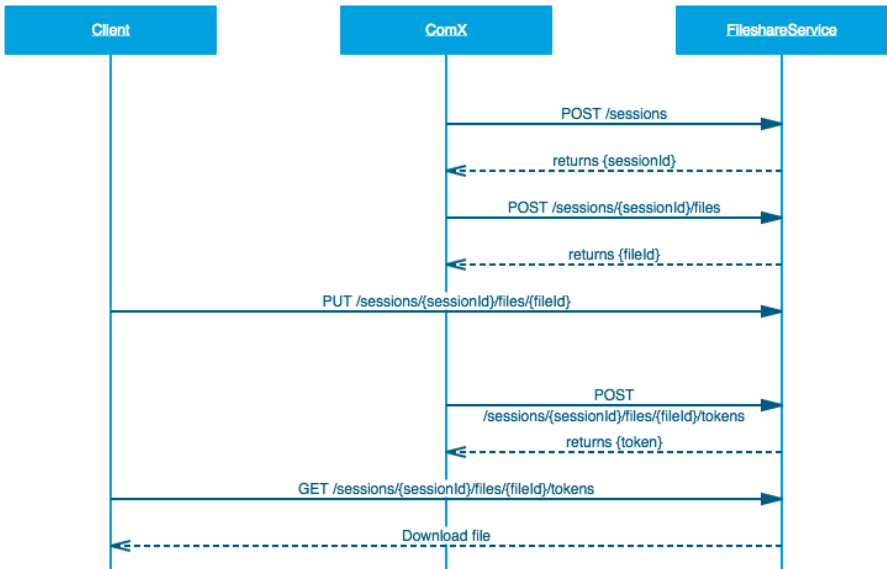 Client
ComX
FileshareService
POST /sessions
returns {sessionId}
POST /sessions/{sessionId}/files
returns {fileId}
PUT /sessions/{sessionId}/files/{fileId}
POST
/sessions/{sessionId}/files/{fileId}/tokens
returns {token}
GET /sessions/{sessionId}/files/{fileId}/tokens
Download file